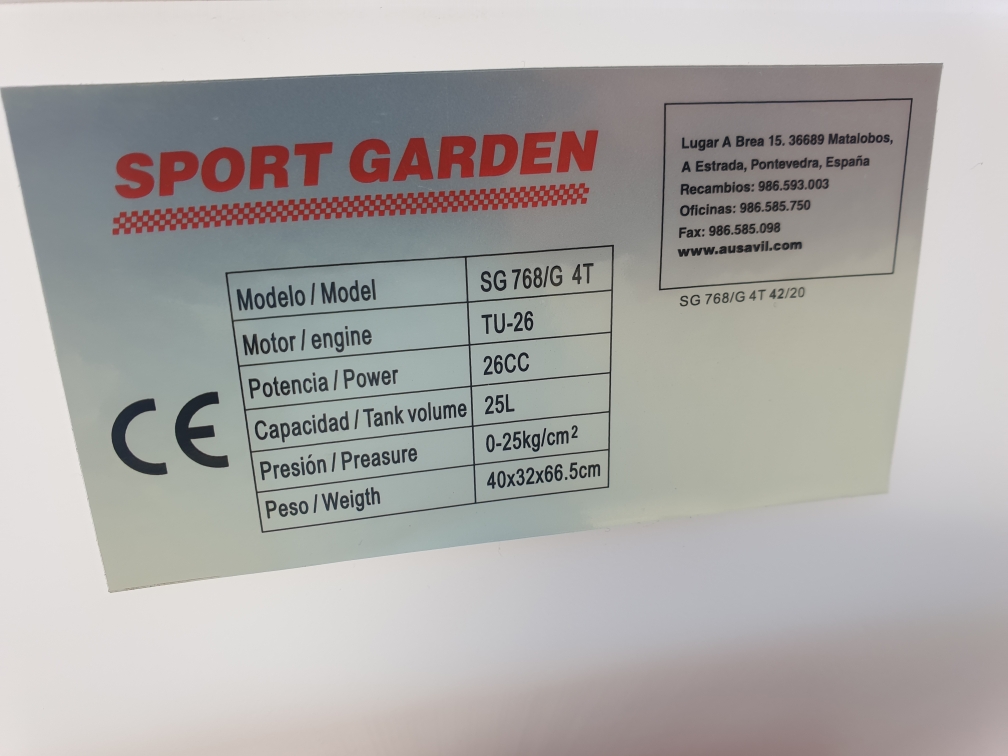 SPORT GARDEN
Lugar A Brea 15. 36689 Matalobos,
A Estrada, Pontevedra, España
Recambios: 986.593.003
Oficinas: 986.585.750
Fax: 986.585.098
www.ausavil.com
SG 768/G 4T 42/20
Modelo / Model SG 768/G 4T
Motor / engine TU-26
Potencia / Power 26CC
Capacidad / Tank volume 25L
Presión / Preasure 0-25kg/cm²
Peso / Weigth 40x32x66.5cm
CE